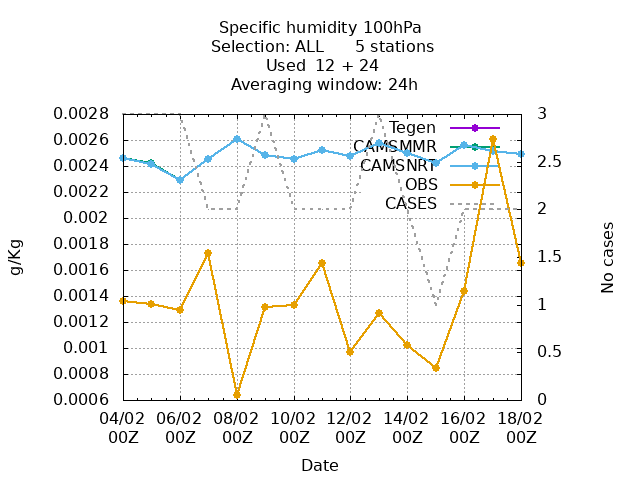 Specific humidity 100hPa
Selection: ALL 5 stations
Used 12 + 24
Averaging window: 24h
0.0028
0.0026
0.0024
0.0022
0.002
0.0018
0.0016
0.0014
0.0012
0.001
0.0008
0.0006
g/Kg
Tegen
CAMSMMR
CAMSNRT
OBS
CASES
3
2.5
2
1.5
1
0.5
0
No cases
04/02 06/02 08/02 10/02 12/02 14/02 16/02 18/02
00Z 00Z 00Z 00Z 00Z 00Z 00Z 00Z
Date